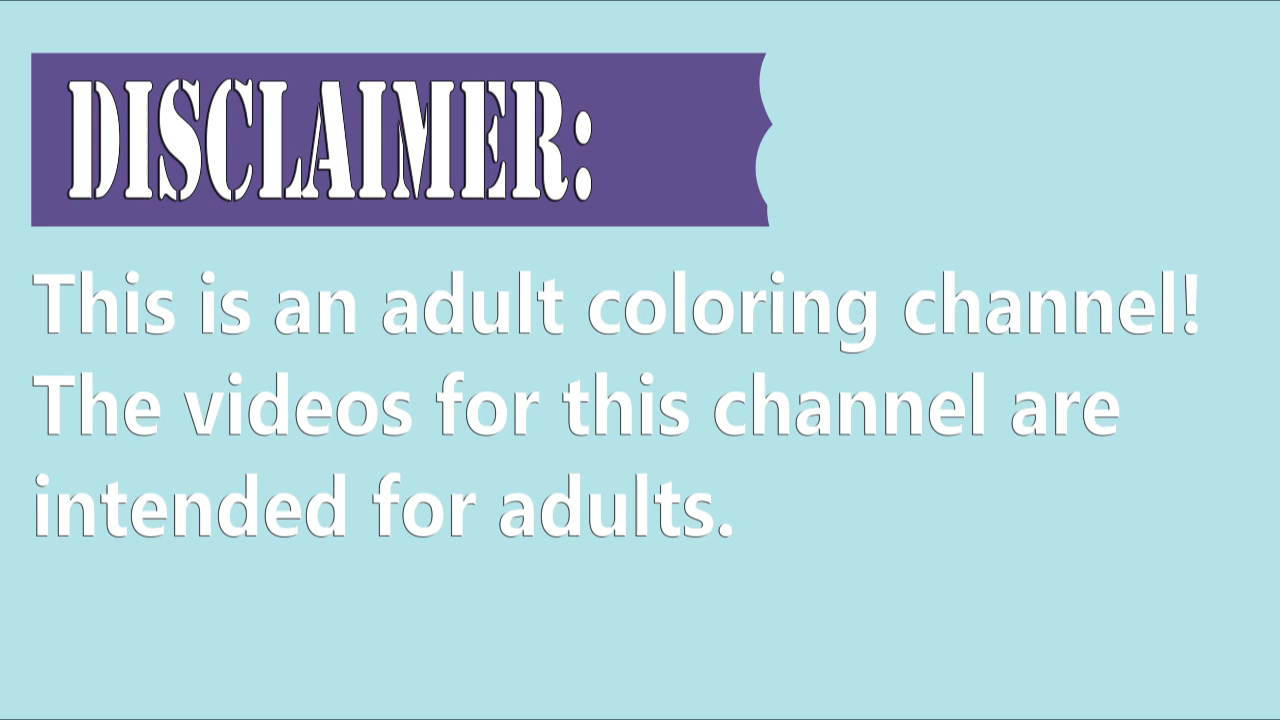 DISCLAIMER:
This is an adult coloring channel!
The videos for this channel are
intended for adults.